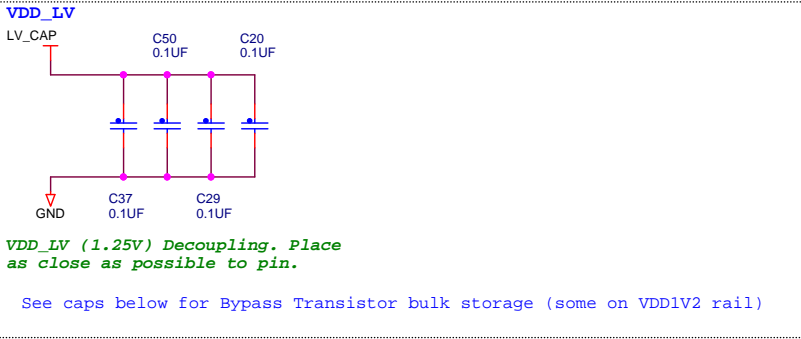 VDD_LV
LV_CAP
C50
0.1UF
C20
0.1UF
GND
C37
0.1UF
C29
0.1UF
VDD_LV (1.25V) Decoupling. Place
as close as possible to pin.
See caps below for Bypass Transistor bulk storage (some on VDD1V2 rail)